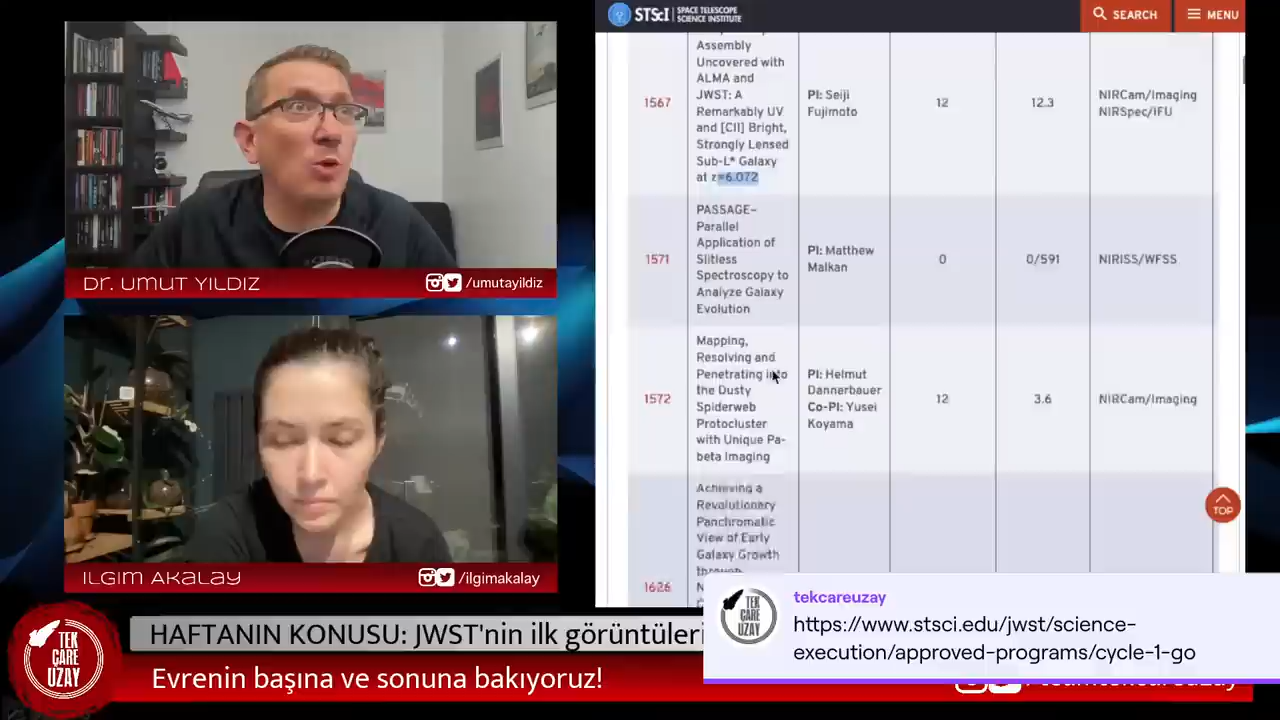 STScI | SPACE TELESCOPE
SCIENCE INSTITUTE
SEARCH
MENU
1567
Assembly
Uncovered with
ALMA and
JWST: A
Remarkably UV
and [CII] Bright,
Strongly Lensed
Sub-L* Galaxy
at z=6.072
PI: Seiji
Fujimoto
12
12.3
NIRCam/Imaging
NIRSpec/IFU
1571
PASSAGE–
Parallel
Application of
Slitless
Spectroscopy to
Analyze Galaxy
Evolution
PI: Matthew
Malkan
0
0/591
NIRISS/WFSS
1572
Mapping,
Resolving and
Penetrating into
the Dusty
Spiderweb
Protocluster
with Unique Pa-
beta Imaging
PI: Helmut
Dannerbauer
Co-PI: Yusei
Koyama
12
3.6
NIRCam/Imaging
1626
Achieving a
Revolutionary
Panchromatic
View of Early
Galaxy Growth
through
TOP
DR. UMUT YILDIZ
/umutayildiz
ILGIM AKALAY
/ilgimakalay
TEK
ÇARE
UZAY
HAFTANIN KONUSU: JWST'nin ilk görüntüleri
Evrenin başına ve sonuna bakıyoruz!
TEK
ÇARE
UZAY
tekcareuzay
https://www.stsci.edu/jwst/science-
execution/approved-programs/cycle-1-go